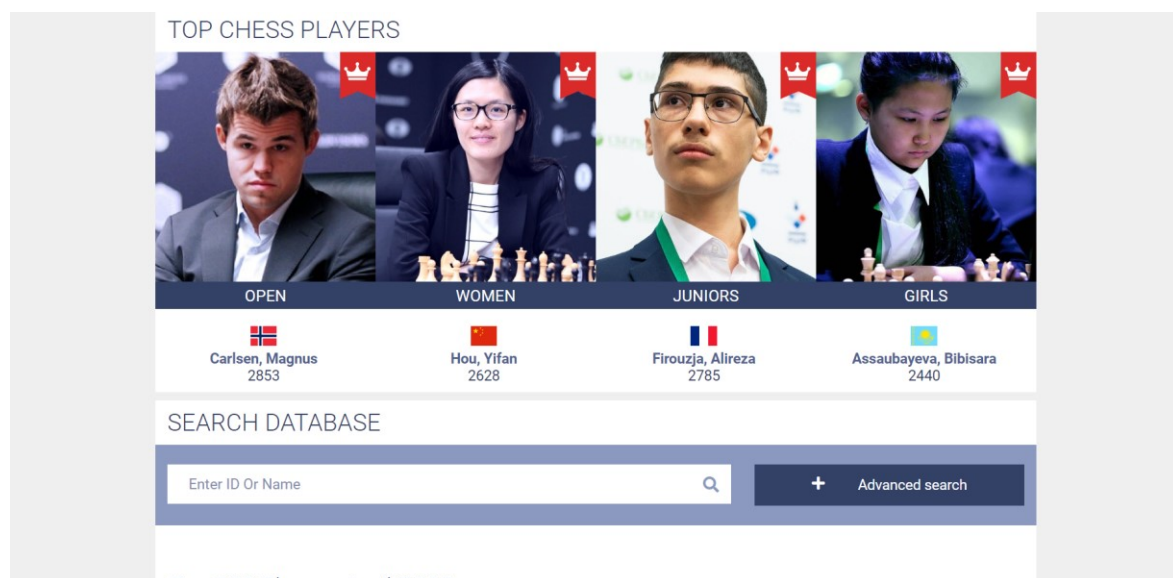 TOP CHESS PLAYERS
OPEN WOMEN JUNIORS GIRLS
Carlsen, Magnus Hou, Yifan Firouzja, Alireza Assaubayeva, Bibisara
2853 2628 2785 2440
SEARCH DATABASE
Enter ID Or Name + Advanced search